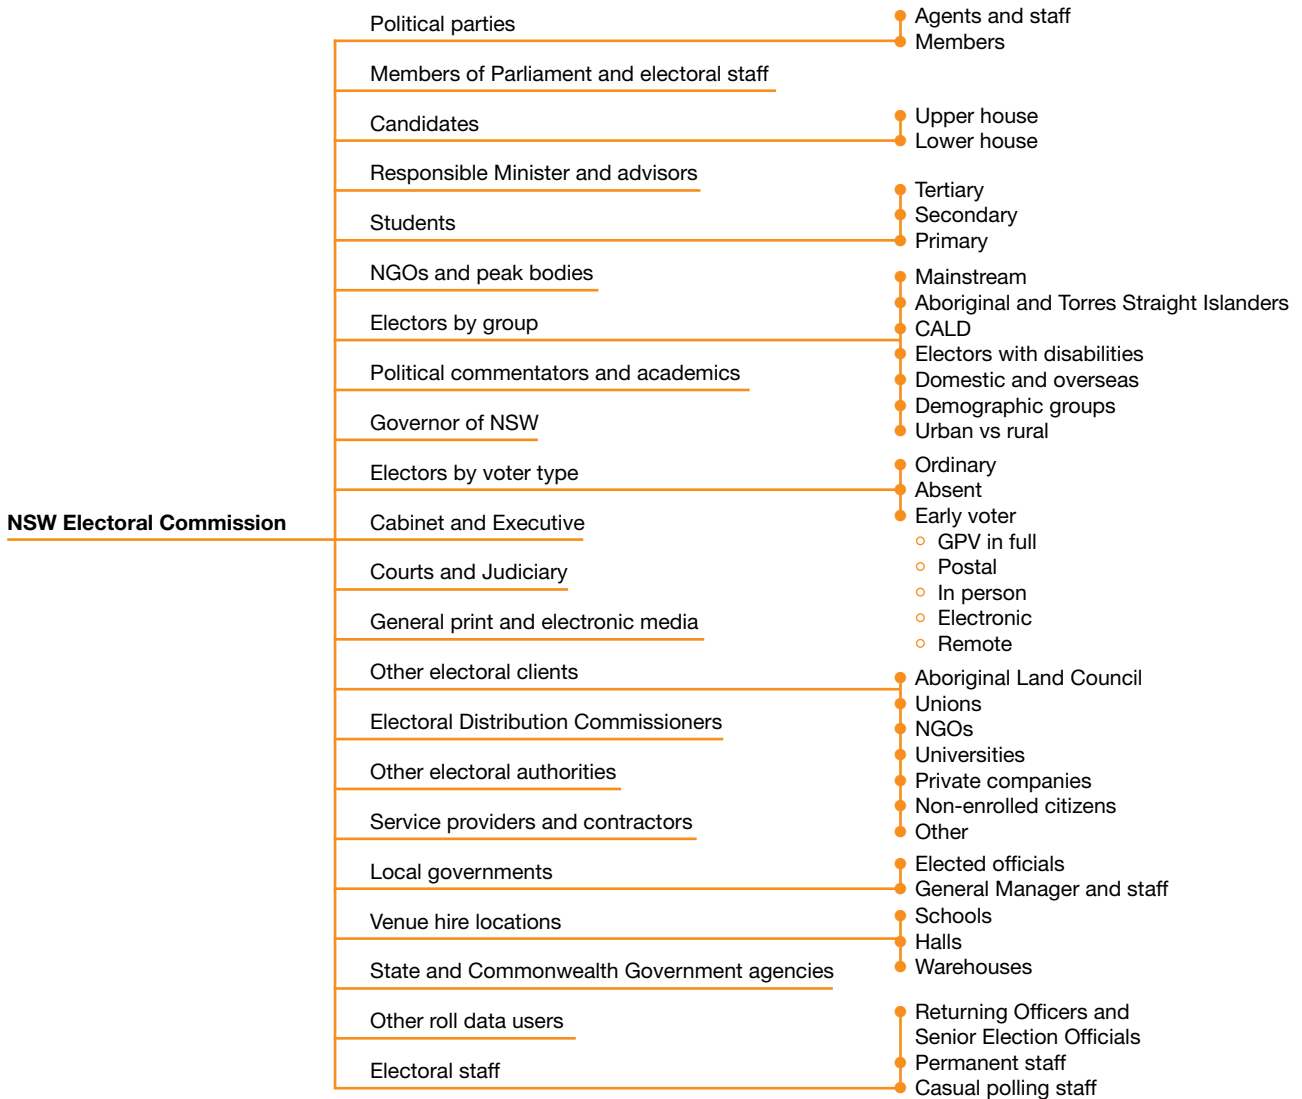 NSW Electoral Commission
Political parties
Agents and staff
Members
Members of Parliament and electoral staff
Candidates
Upper house
Lower house
Responsible Minister and advisors
Students
Tertiary
Secondary
Primary
NGOs and peak bodies
Electors by group
Mainstream
Aboriginal and Torres Straight Islanders
CALD
Electors with disabilities
Domestic and overseas
Demographic groups
Urban vs rural
Political commentators and academics
Governor of NSW
Electors by voter type
Ordinary
Absent
Early voter
GPV in full
Postal
In person
Electronic
Remote
Cabinet and Executive
Courts and Judiciary
General print and electronic media
Other electoral clients
Aboriginal Land Council
Unions
NGOs
Universities
Private companies
Non-enrolled citizens
Other
Electoral Distribution Commissioners
Other electoral authorities
Service providers and contractors
Local governments
Elected officials
General Manager and staff
Venue hire locations
Schools
Halls
Warehouses
State and Commonwealth Government agencies
Other roll data users
Electoral staff
Returning Officers and
Senior Election Officials
Permanent staff
Casual polling staff